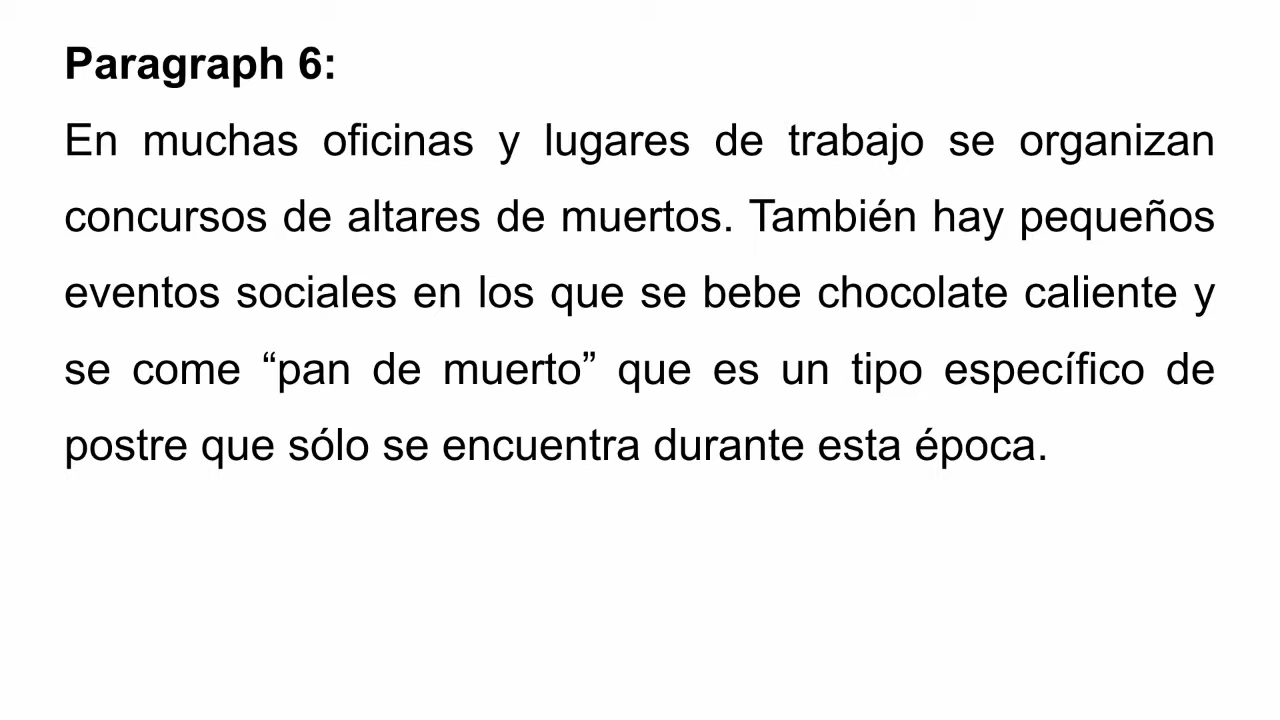 Paragraph 6:
En muchas oficinas y lugares de trabajo se organizan
concursos de altares de muertos. También hay pequeños
eventos sociales en los que se bebe chocolate caliente y
se come “pan de muerto” que es un tipo específico de
postre que sólo se encuentra durante esta época.